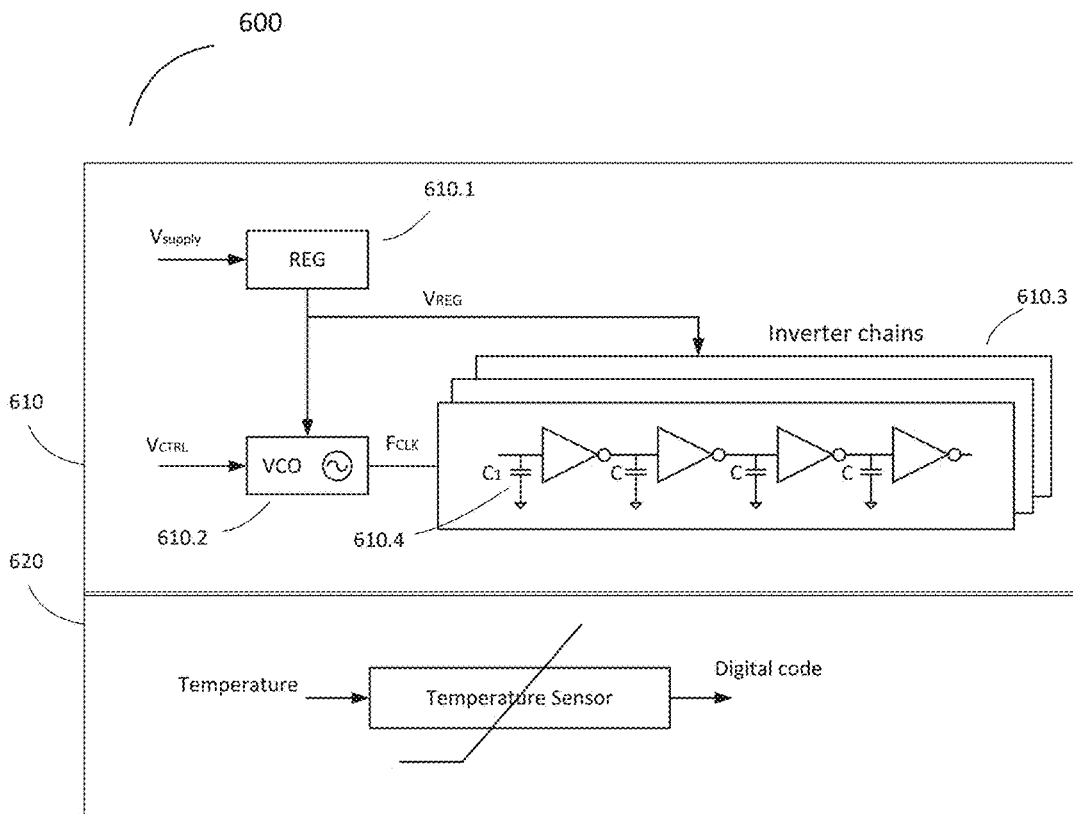 600
610.1
Vsupply
REG
VREG
610.3
Inverter chains
610
VCTRL
VCO
FCLK
C1
C
C
C
610.2
610.4
620
Temperature
Temperature Sensor
Digital code